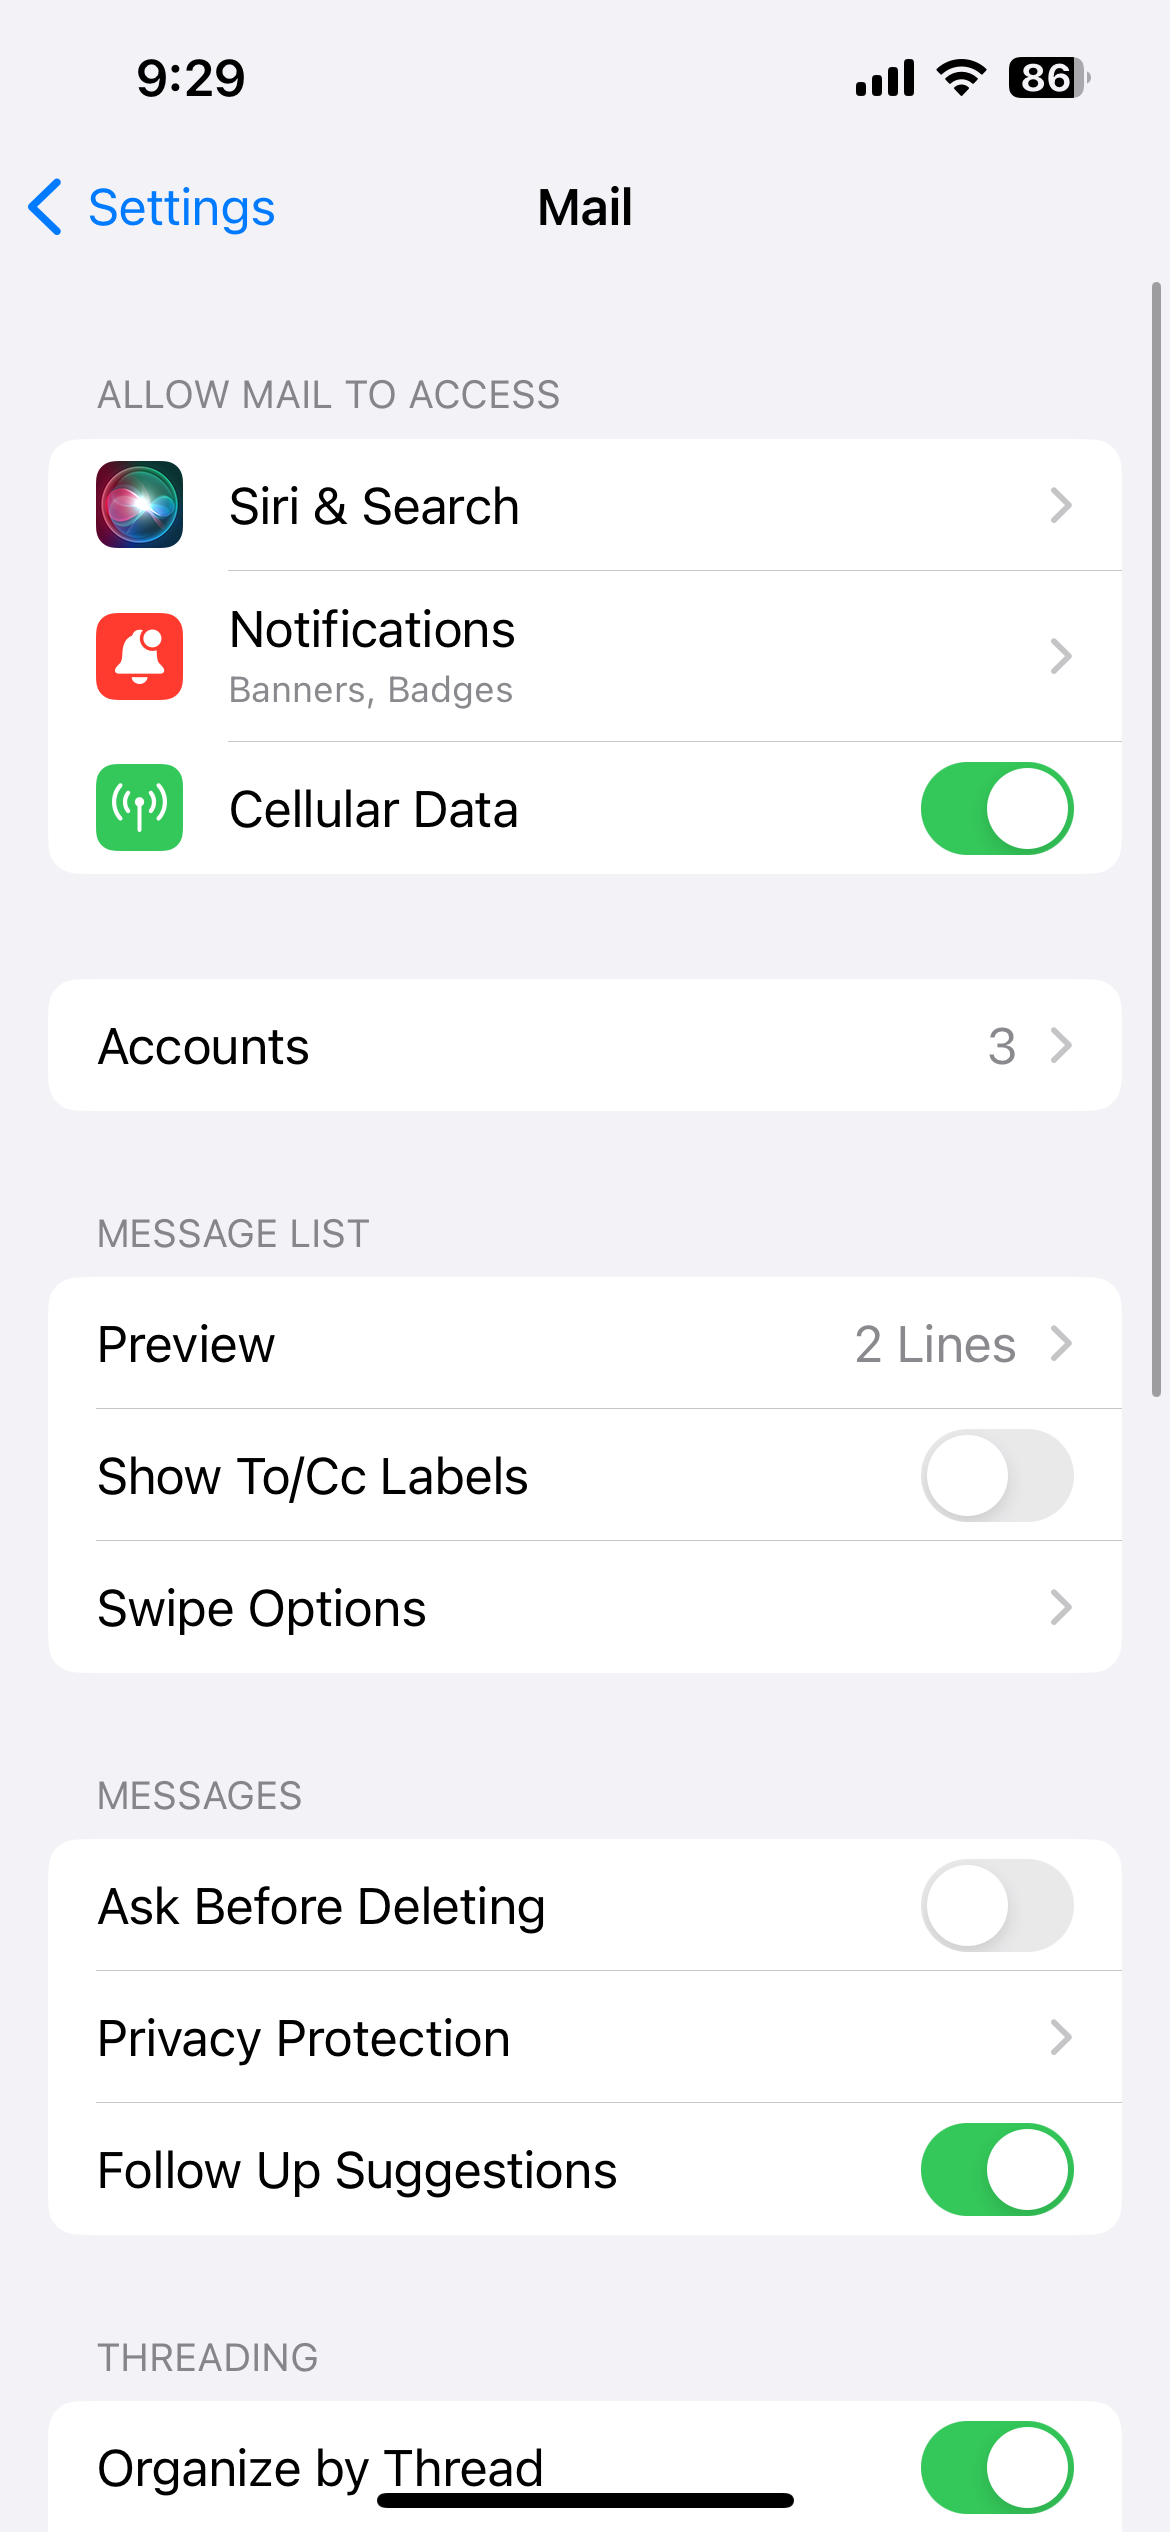 9:29
86
Settings
Mail
ALLOW MAIL TO ACCESS
Siri & Search
Notifications
Banners, Badges
Cellular Data
Accounts 3
MESSAGE LIST
Preview 2 Lines
Show To/Cc Labels
Swipe Options
MESSAGES
Ask Before Deleting
Privacy Protection
Follow Up Suggestions
THREADING
Organize by Thread